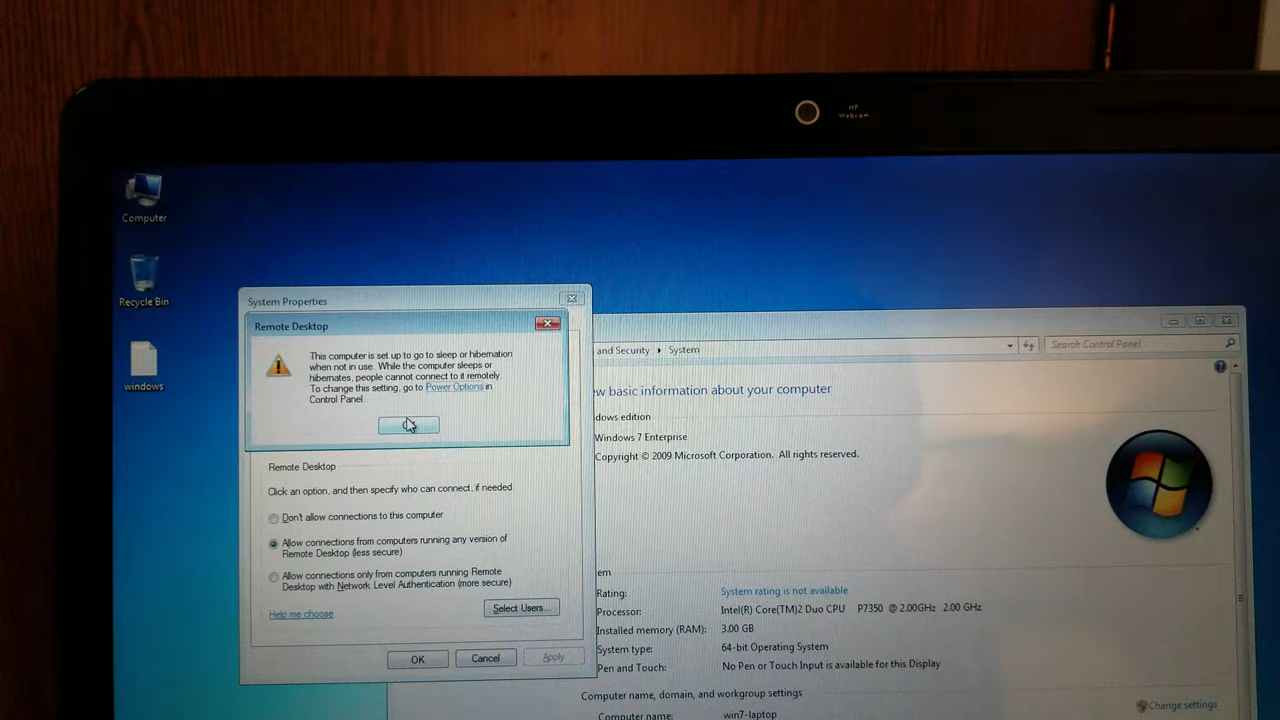 HP
Webcam
Computer
Recycle Bin
windows
System Properties
Remote Desktop
This computer is set up to go to sleep or hibernation
when not in use. While the computer sleeps or
hibernates, people cannot connect to it remotely.
To change this setting, go to Power Options in
Control Panel.
Remote Desktop
Click an option, and then specify who can connect, if needed.
Don't allow connections to this computer
Allow connections from computers running any version of
Remote Desktop (less secure)
Allow connections only from computers running Remote
Desktop with Network Level Authentication (more secure)
Help me choose
Select Users...
OK
Cancel
Apply
and Security
System
Search Control Panel
ew basic information about your computer
dows edition
Windows 7 Enterprise
Copyright © 2009 Microsoft Corporation. All rights reserved.
em
Rating:
System rating is not available
Processor:
Intel(R) Core(TM)2 Duo CPU P7350 @ 2.00GHz 2.00 GHz
Installed memory (RAM):
3.00 GB
System type:
64-bit Operating System
Pen and Touch:
No Pen or Touch Input is available for this Display
Computer name, domain, and workgroup settings
Computer name:
win7-laptop
Change settings